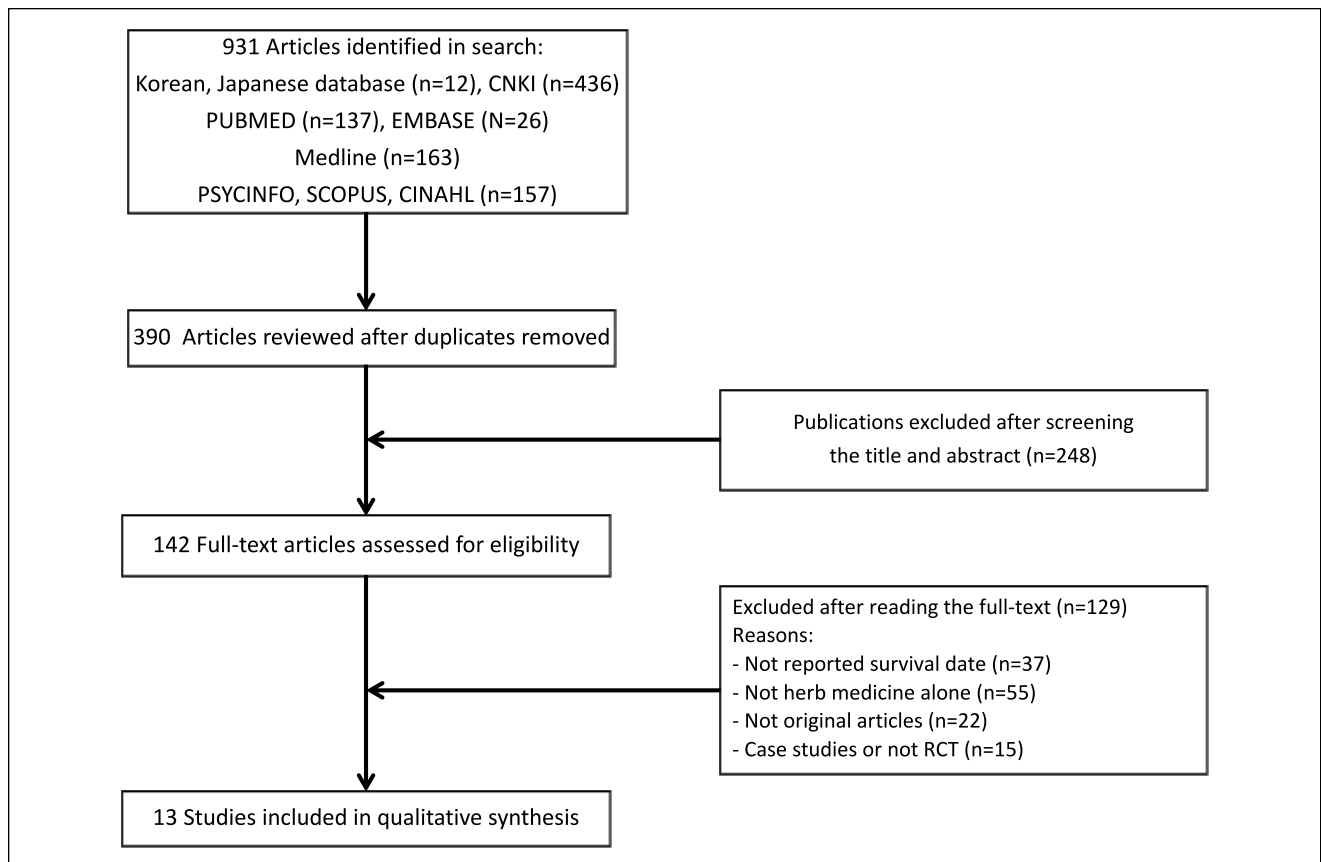 931 Articles identified in search:
Korean, Japanese database (n=12), CNKI (n=436)
PUBMED (n=137), EMBASE (N=26)
Medline (n=163)
PSYCINFO, SCOPUS, CINAHL (n=157)
390 Articles reviewed after duplicates removed
Publications excluded after screening
the title and abstract (n=248)
142 Full-text articles assessed for eligibility
Excluded after reading the full-text (n=129)
Reasons:
- Not reported survival date (n=37)
- Not herb medicine alone (n=55)
- Not original articles (n=22)
- Case studies or not RCT (n=15)
13 Studies included in qualitative synthesis